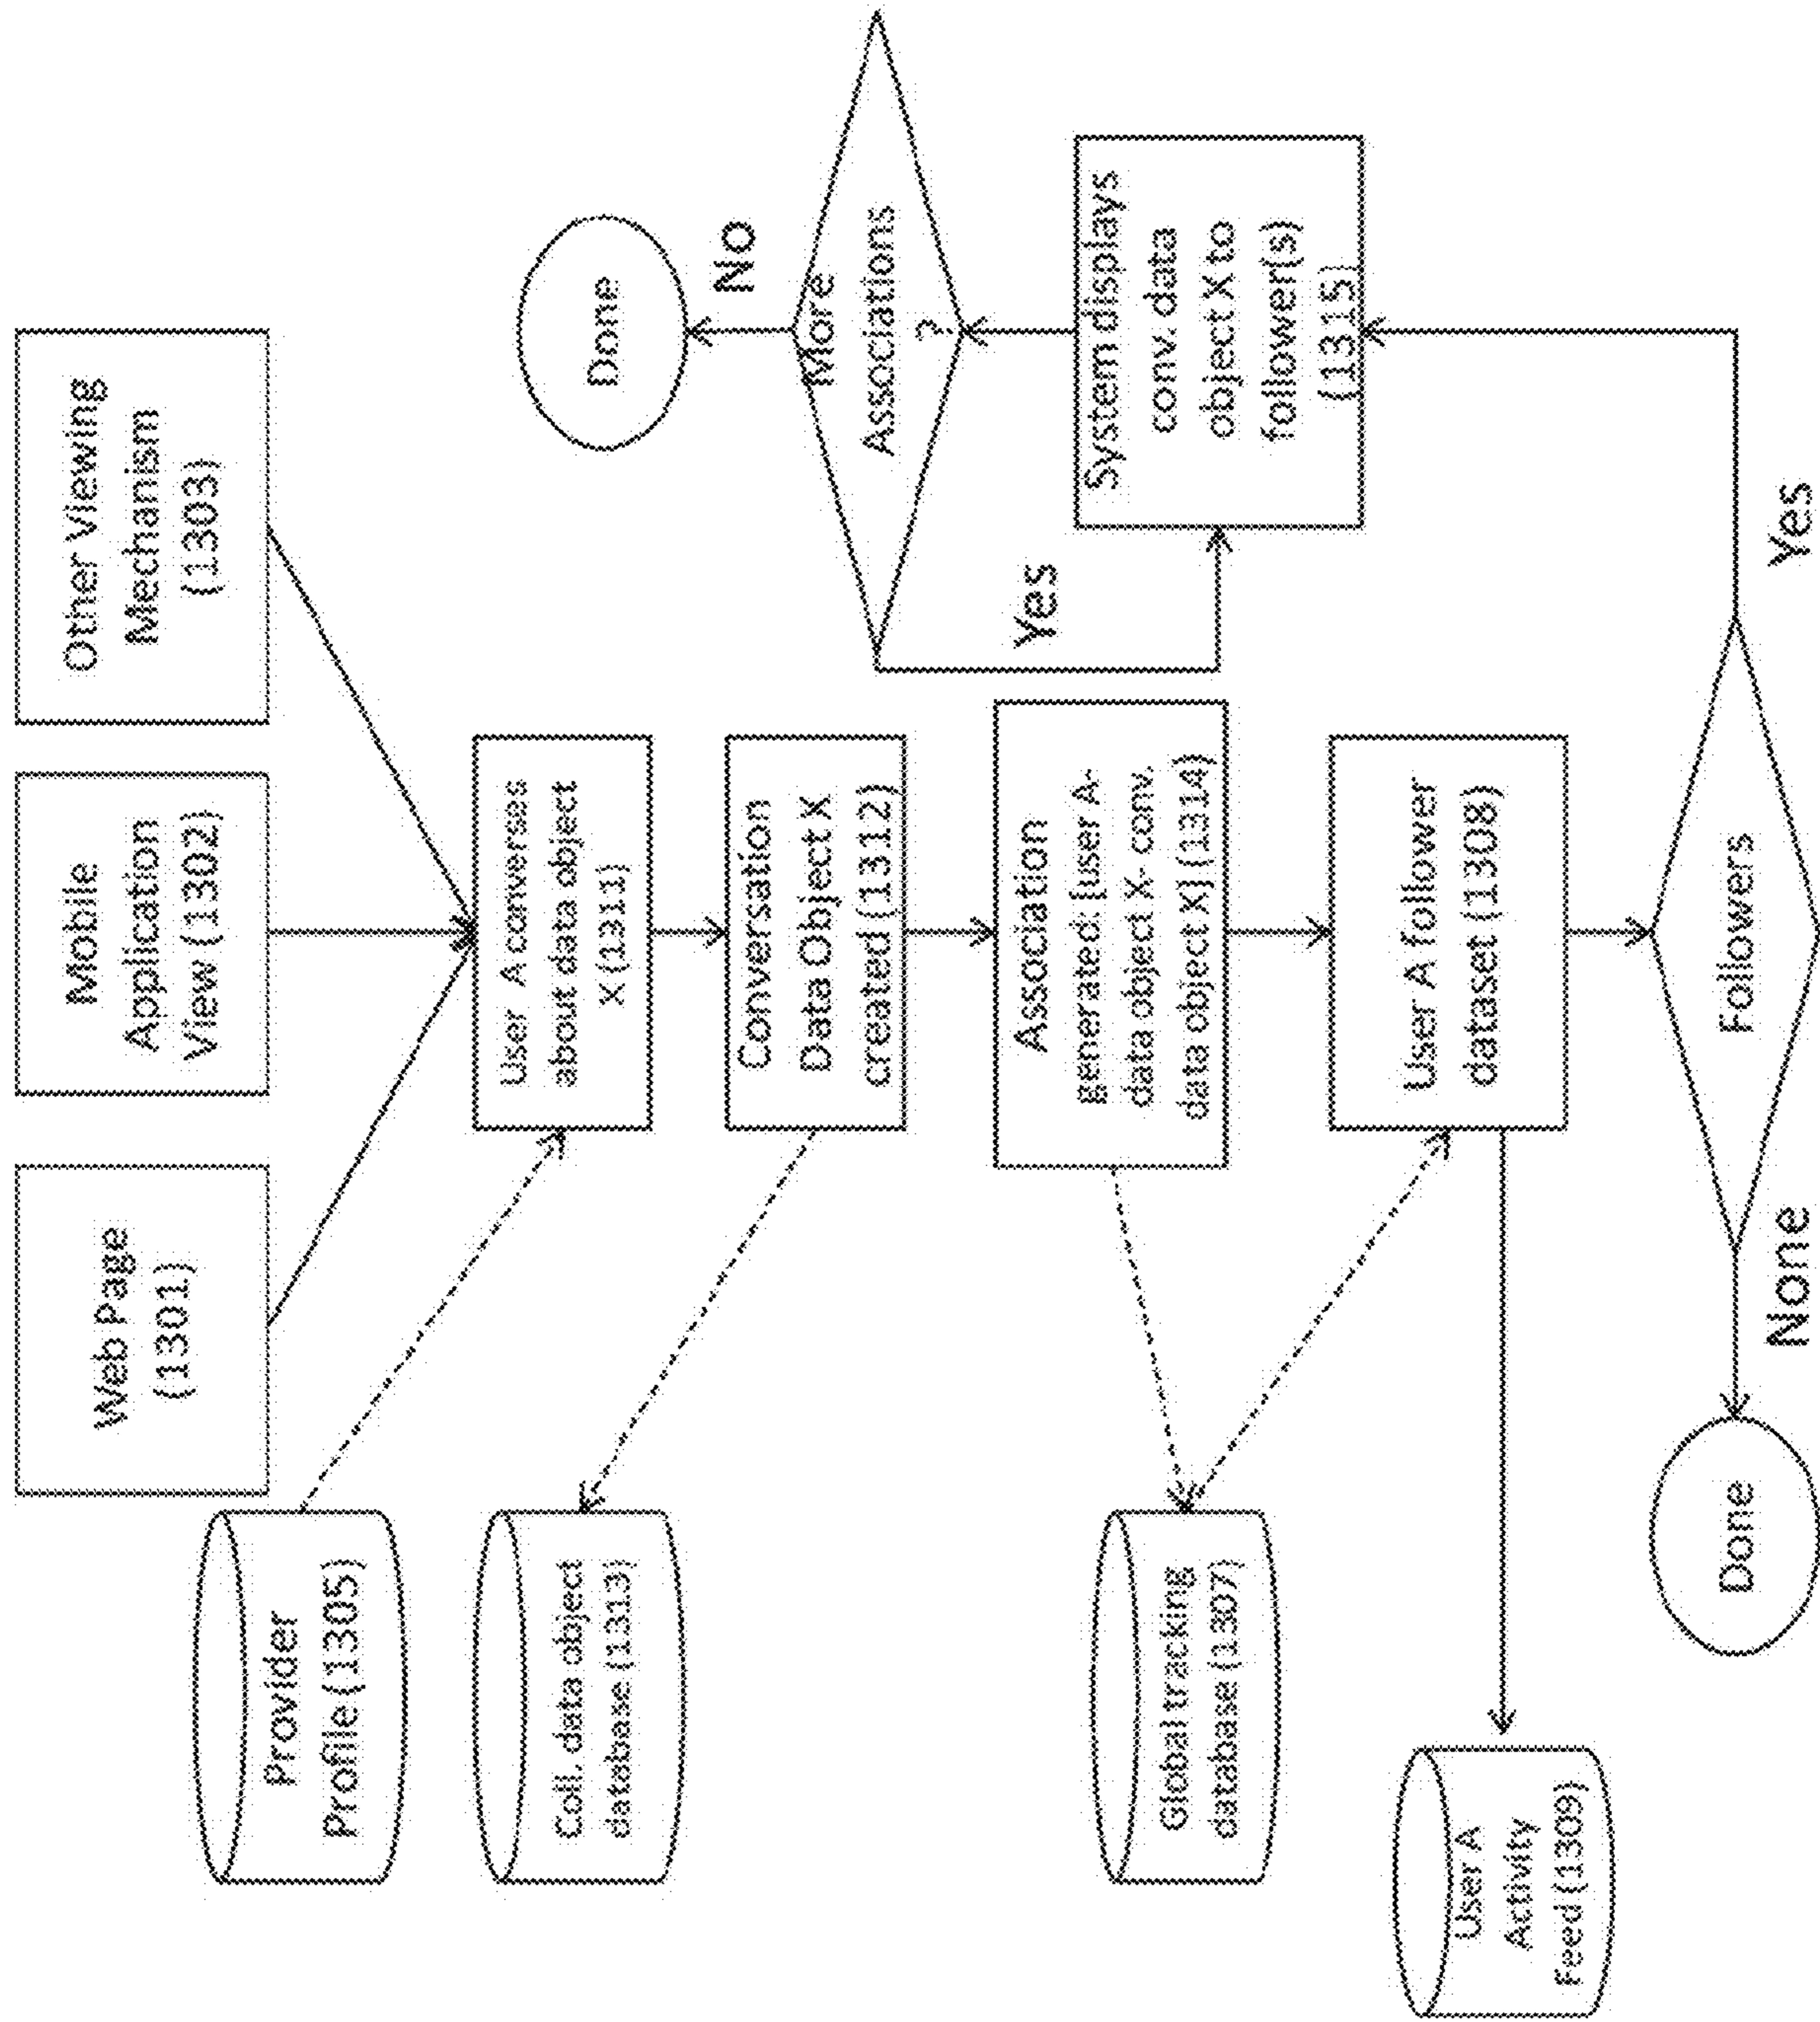 Web Page
(1301)
Mobile
Application
View (1302)
Other Viewing
Mechanism
(1303)
Provider
Profile (1305)
User A converses
about data object
X (1311)
Coll. data object
database (1313)
Conversation
Data Object X
created (1312)
Association
generated: [user A-
data object X- conv.
data object X] (1314)
Global tracking
database (1307)
User A follower
dataset (1308)
User A
Activity
Feed (1309)
Followers
None
Done
Yes
System displays
conv. data
object X to
follower(s)
(1315)
More
Associations
?
Yes
No
Done